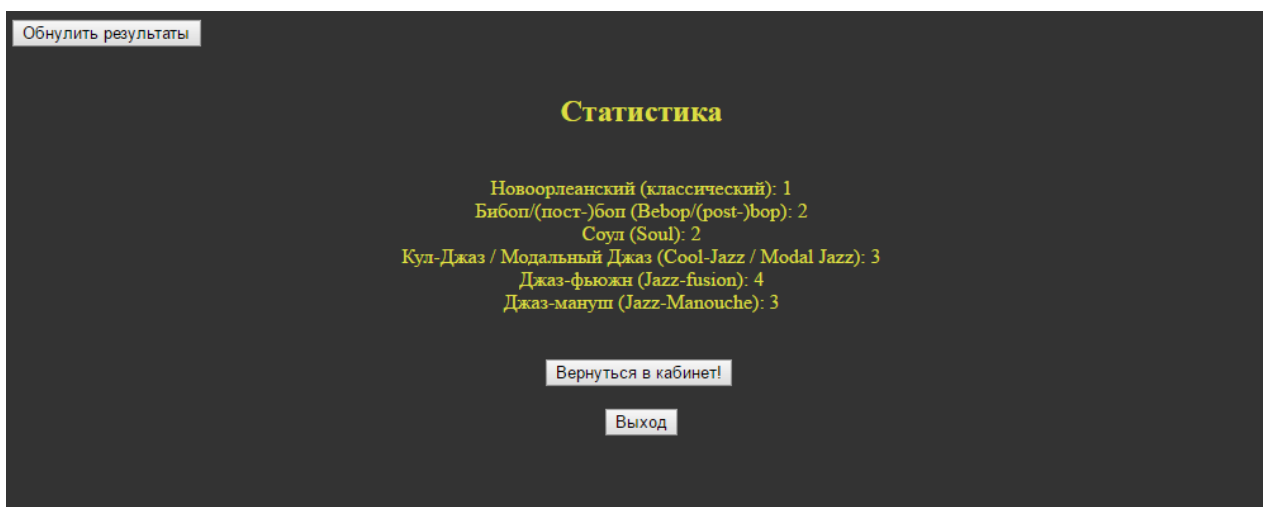 Обнулить результаты
Статистика
Новоорлеанский (классический): 1
Бибоп/(пост-)боп (Bebop/(post-)bop): 2
Соул (Soul): 2
Кул-Джаз / Модальный Джаз (Cool-Jazz / Modal Jazz): 3
Джаз-фьюжн (Jazz-fusion): 4
Джаз-мануш (Jazz-Manouche): 3
Вернуться в кабинет!
Выход